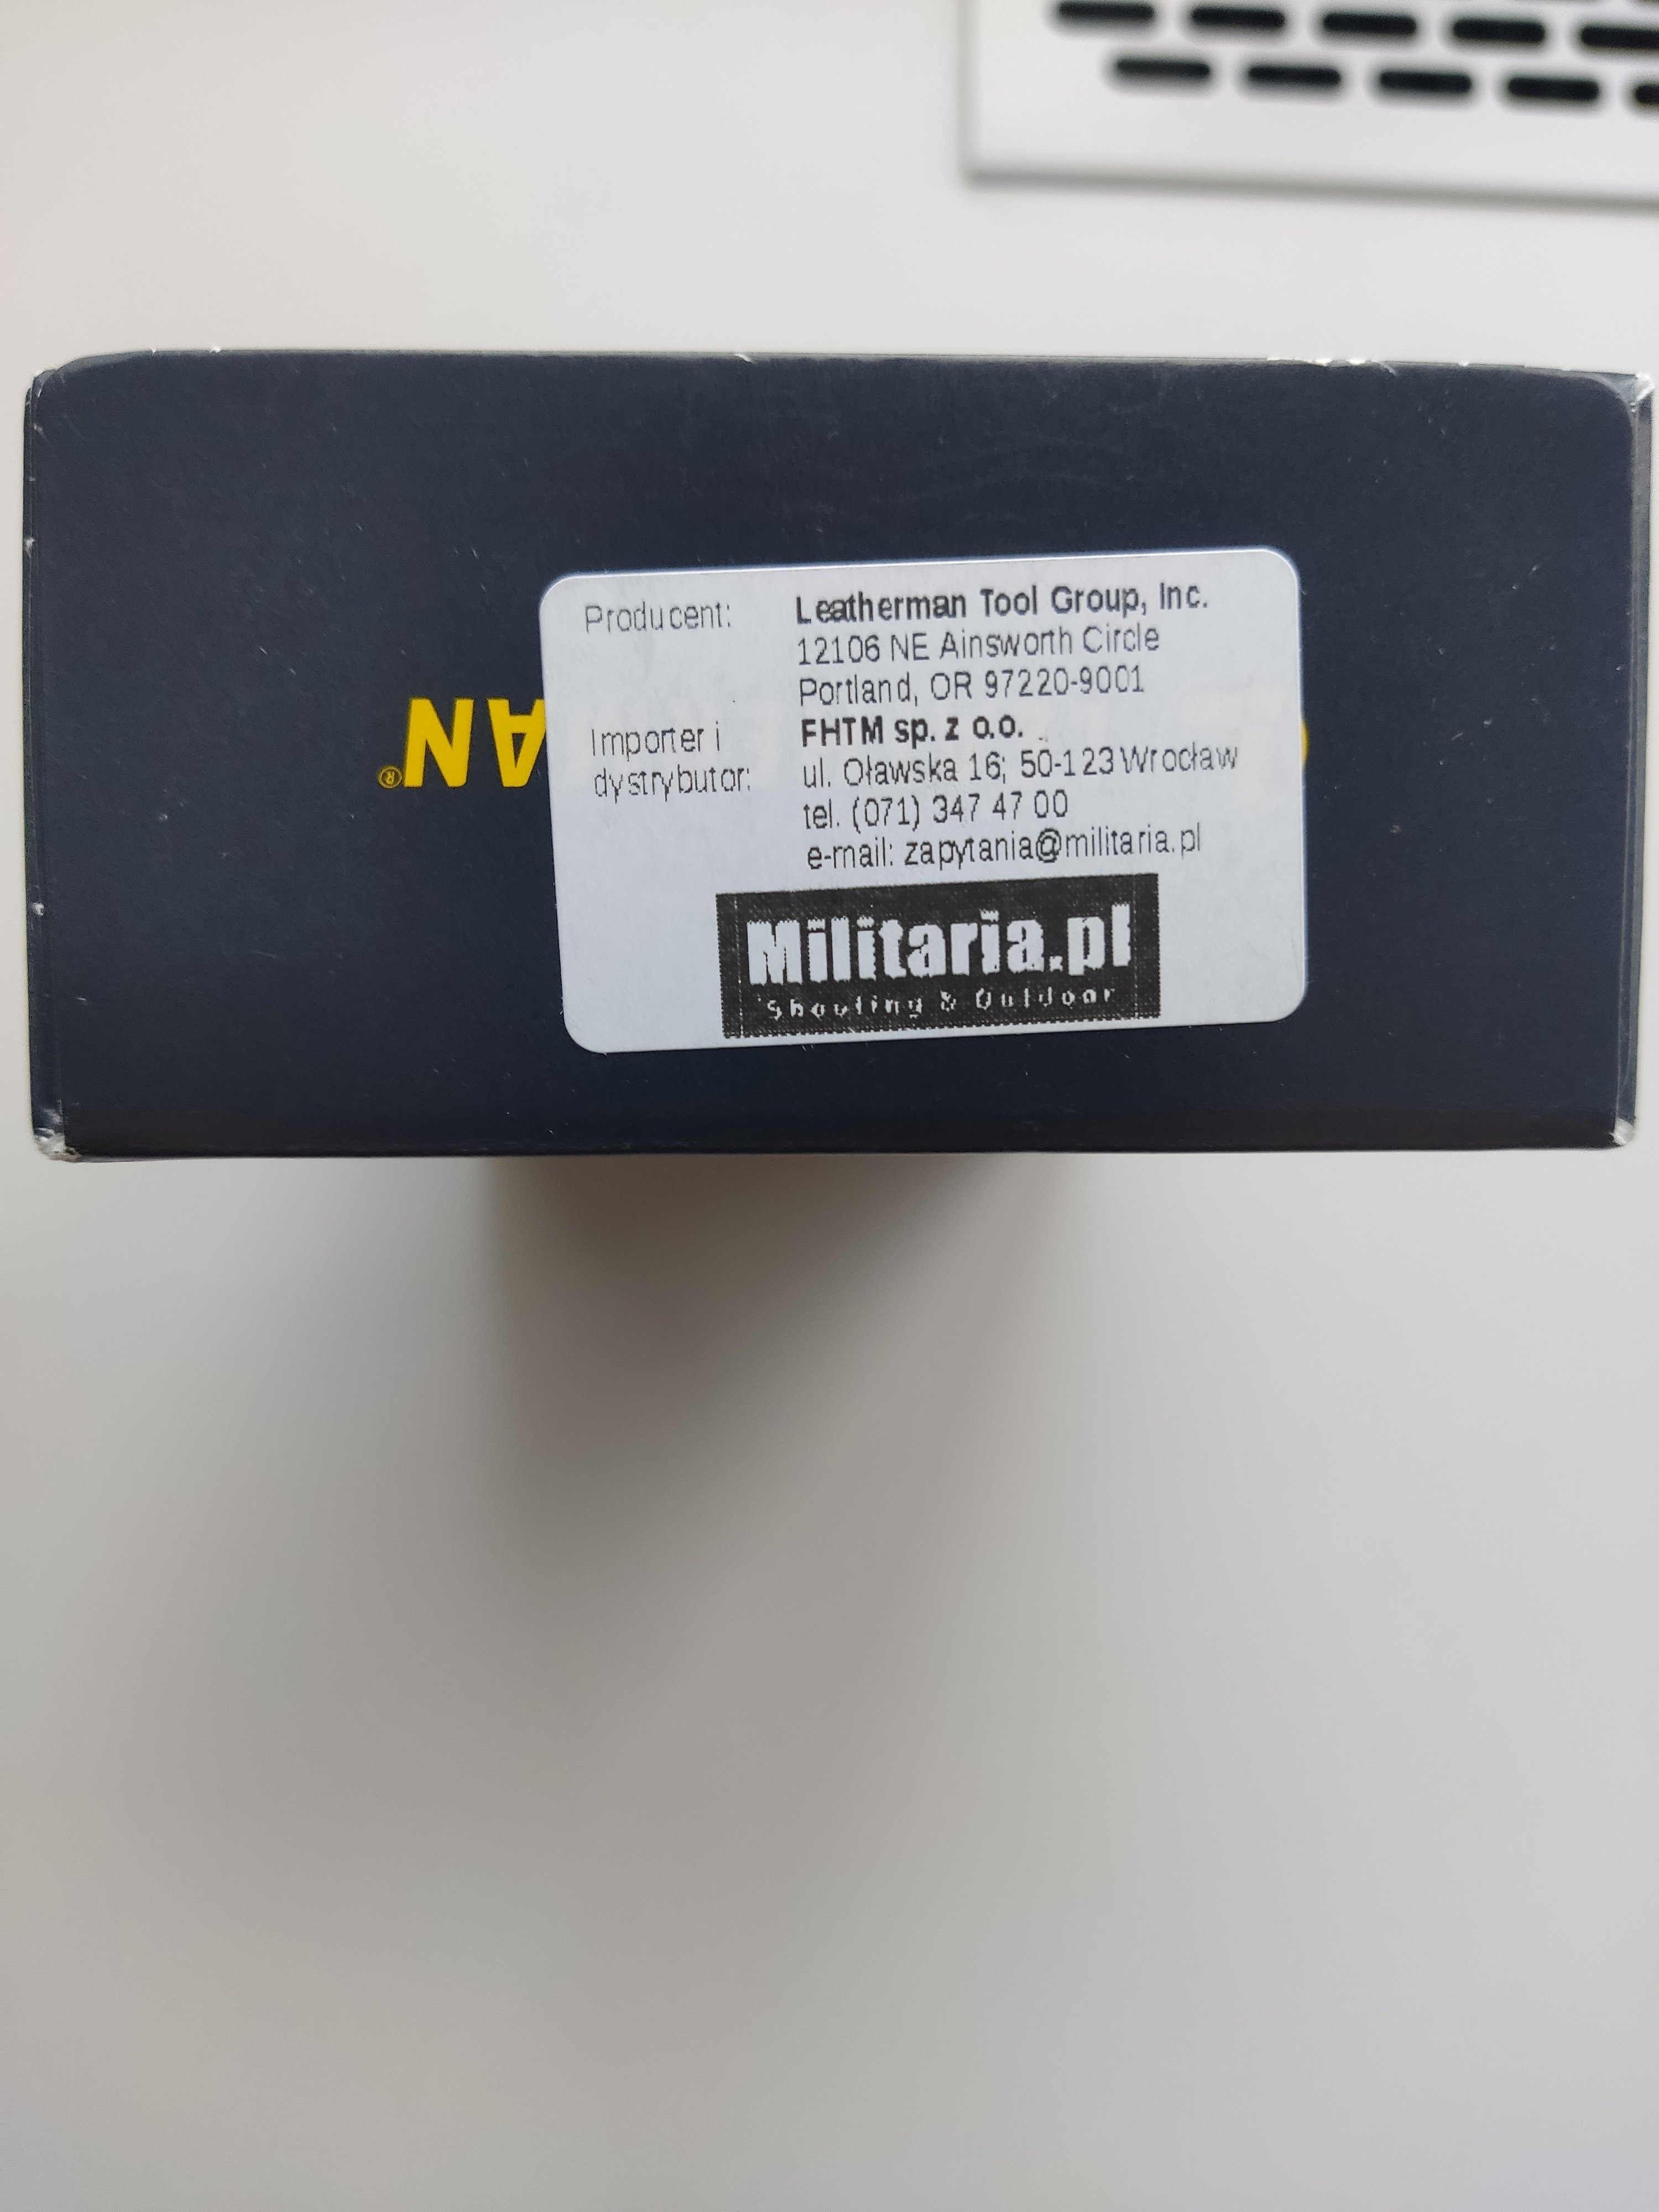 Producent: Leatherman Tool Group, Inc.
12106 NE Ainsworth Circle
Portland, OR 97220-9001
Importer i dystrybutor: FHTM sp. z o.o.
ul. Oławska 16; 50-123 Wrocław
tel. (071) 347 47 00
e-mail: zapytania@militaria.pl
Militaria.pl
Shooting & Outdoor
AN®